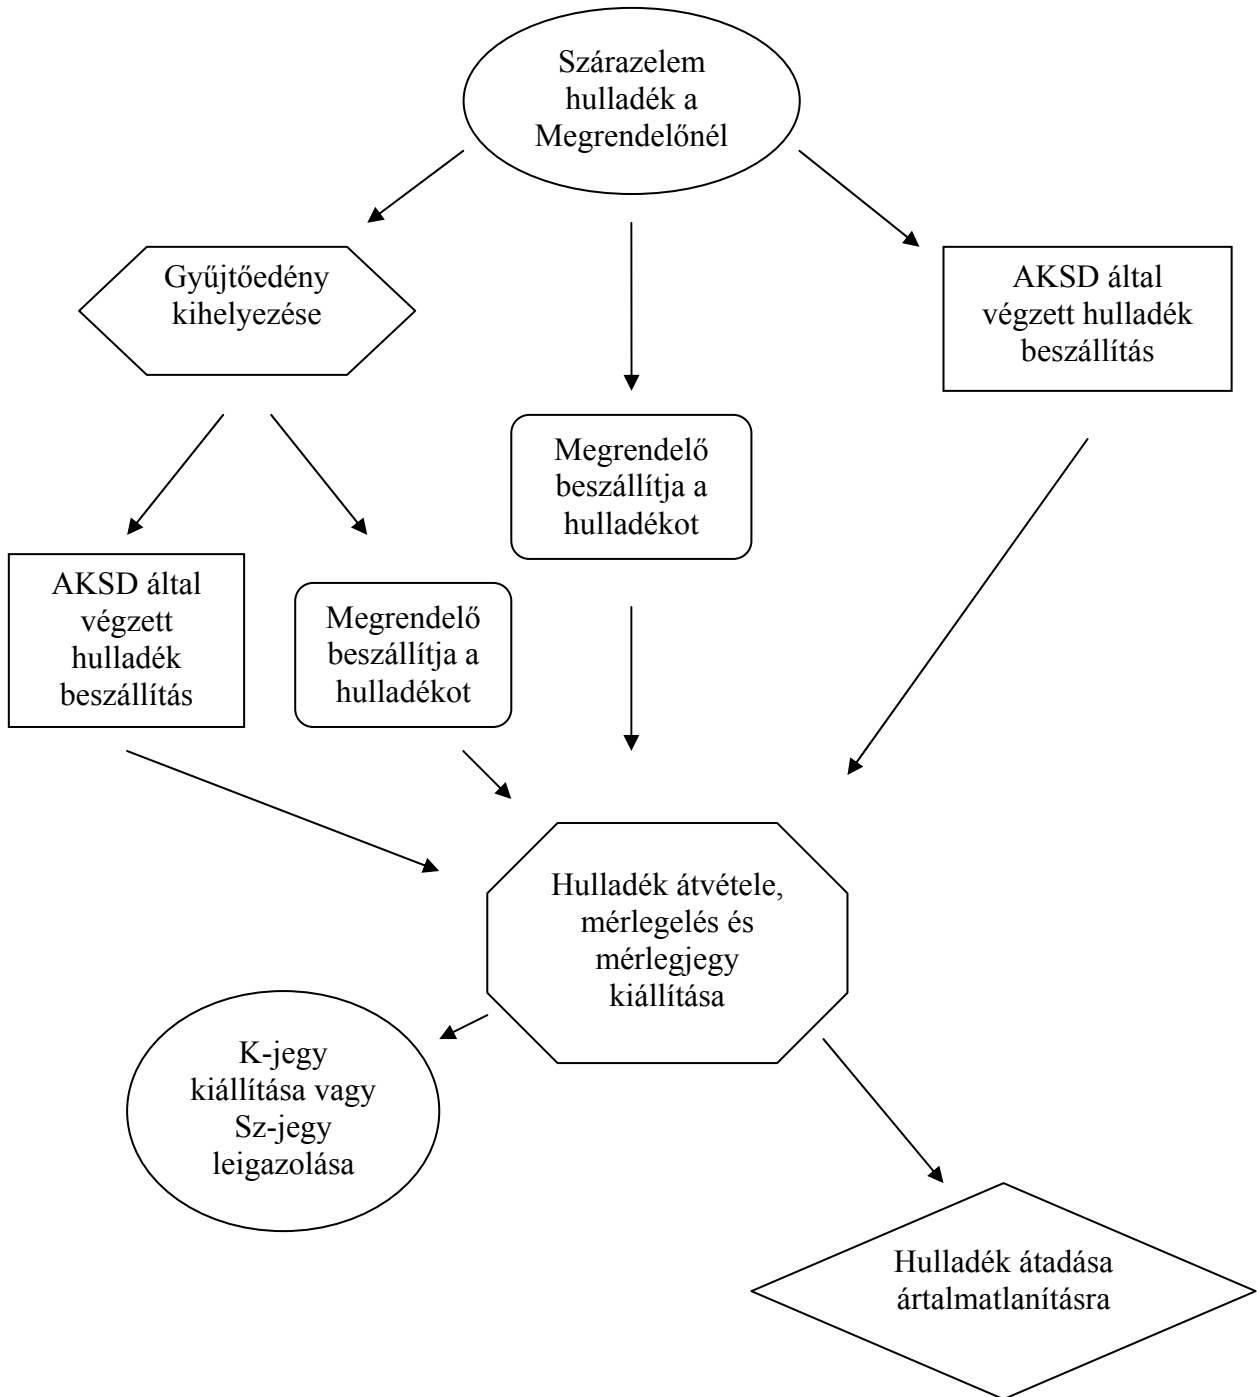 Szárazelem
hulladék a
Megrendelőnél
Gyűjtőedény
kihelyezése
AKSD által
végzett hulladék
beszállítás
Megrendelő
beszállítja a
hulladékot
AKSD által
végzett
hulladék
beszállítás
Megrendelő
beszállítja a
hulladékot
Hulladék átvétele,
mérlegelés és
mérlegjegy
kiállítása
K-jegy
kiállítása vagy
Sz-jegy
leigazolása
Hulladék átadása
ártalmatlanításra